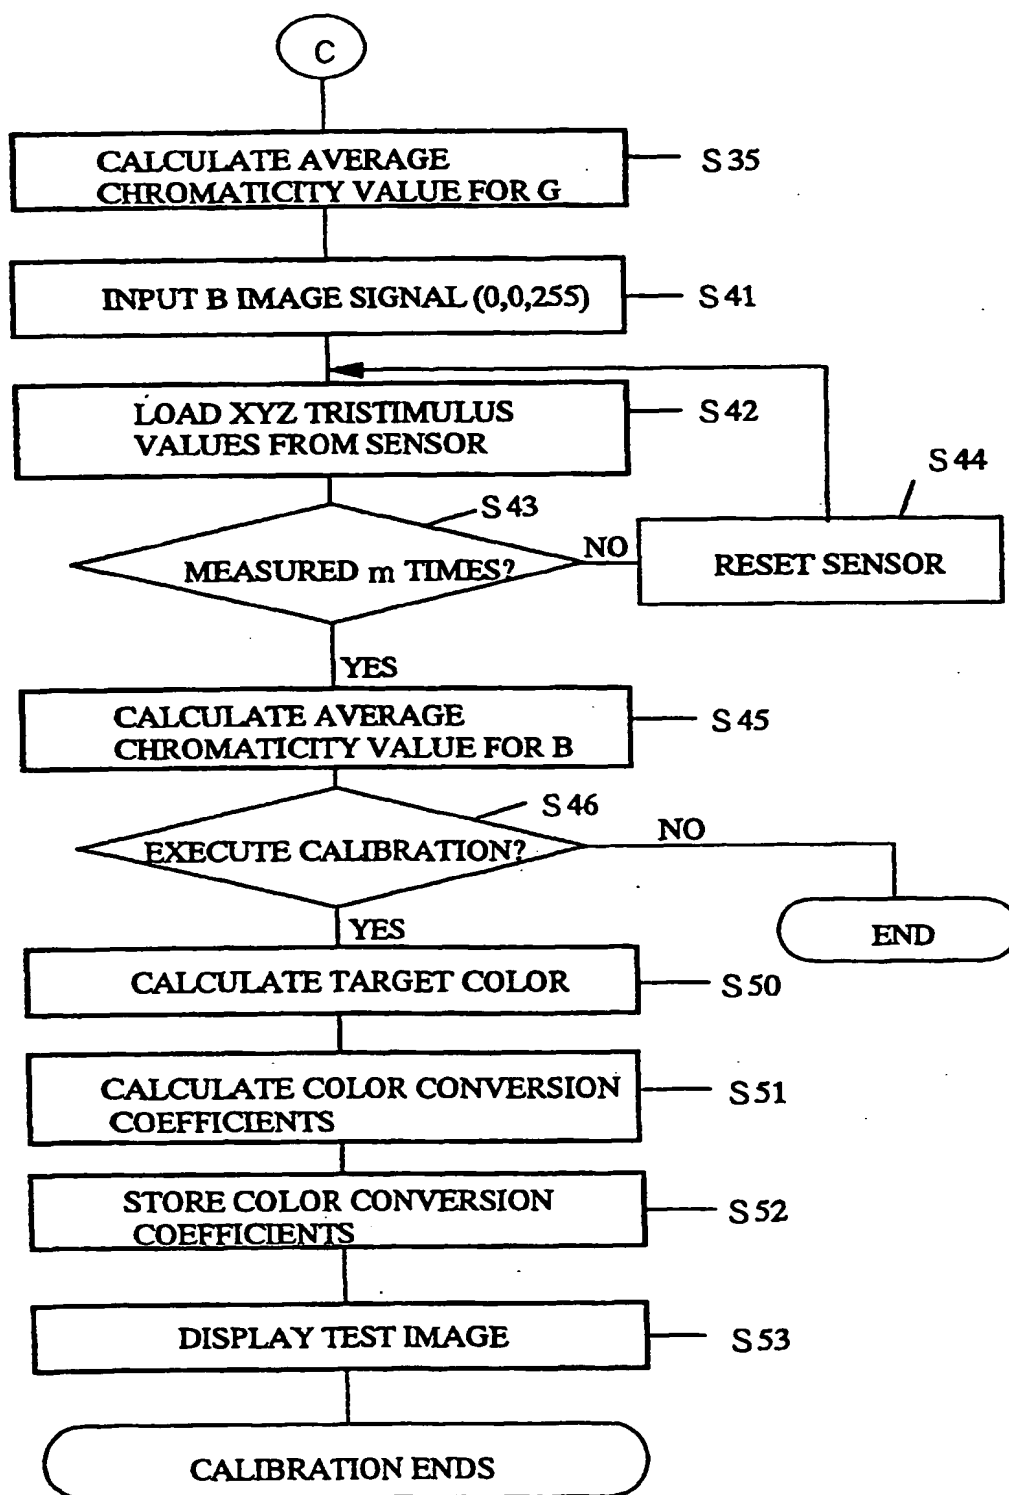 C
CALCULATE AVERAGE
CHROMATICITY VALUE FOR G
S35
INPUT B IMAGE SIGNAL (0,0,255)
S41
LOAD XYZ TRISTIMULUS
VALUES FROM SENSOR
S42
S44
S43
MEASURED m TIMES?
NO
RESET SENSOR
YES
CALCULATE AVERAGE
CHROMATICITY VALUE FOR B
S45
S46
EXECUTE CALIBRATION?
NO
END
YES
CALCULATE TARGET COLOR
S50
CALCULATE COLOR CONVERSION
COEFFICIENTS
S51
STORE COLOR CONVERSION
COEFFICIENTS
S52
DISPLAY TEST IMAGE
S53
CALIBRATION ENDS